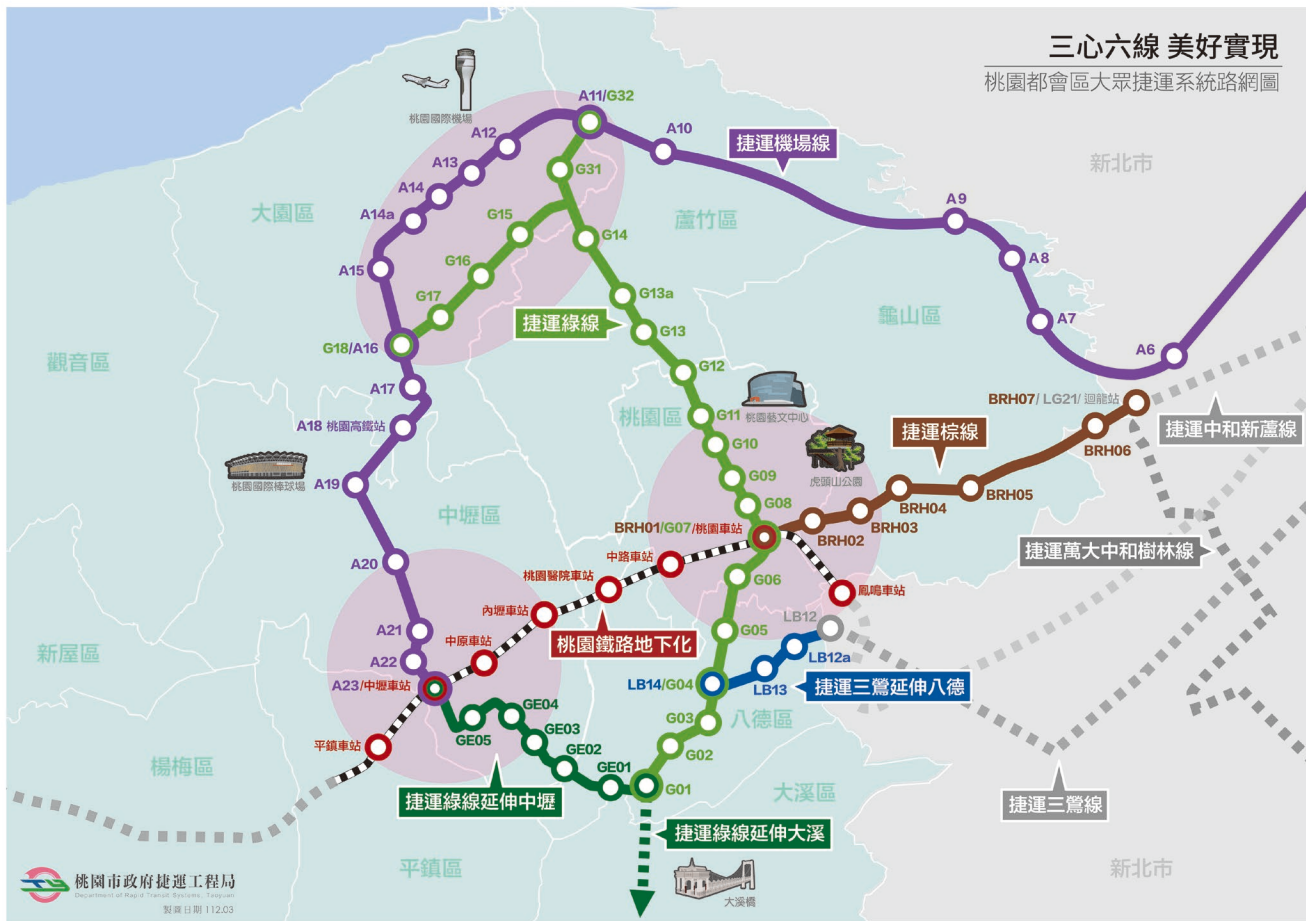 三心六線 美好實現
桃園都會區大眾捷運系統路網圖
桃園國際機場
A11/G32
A12
A10
捷運機場線
新北市
A13
G31
A14
A9
大園區
A14a
G15
蘆竹區
G14
A8
A15
G16
G13a
G17
捷運綠線
龜山區
A7
G13
G18/A16
A6
觀音區
G12
A17
桃園區
桃園藝文中心
BRH07/ LG21/ 迴龍站
G11
A18 桃園高鐵站
捷運棕線
捷運中和新蘆線
G10
BRH06
虎頭山公園
桃園國際棒球場
A19
G09
BRH05
BRH04
G08
中壢區
BRH03
BRH01/G07/桃園車站
BRH02
中路車站
捷運萬大中和樹林線
A20
桃園醫院車站
G06
鳳鳴車站
內壢車站
LB12
A21
G05
中原車站
桃園鐵路地下化
新屋區
LB12a
A22
A23/中壢車站
LB14/G04
LB13
捷運三鶯延伸八德
GE04
G03
八德區
GE05
GE03
平鎮車站
GE02
G02
楊梅區
GE01
G01
大溪區
捷運綠線延伸中壢
捷運三鶯線
捷運綠線延伸大溪
平鎮區
新北市
大溪橋
桃園市政府捷運工程局
Department of Rapid Transit Systems, Taoyuan
製圖日期 112.03